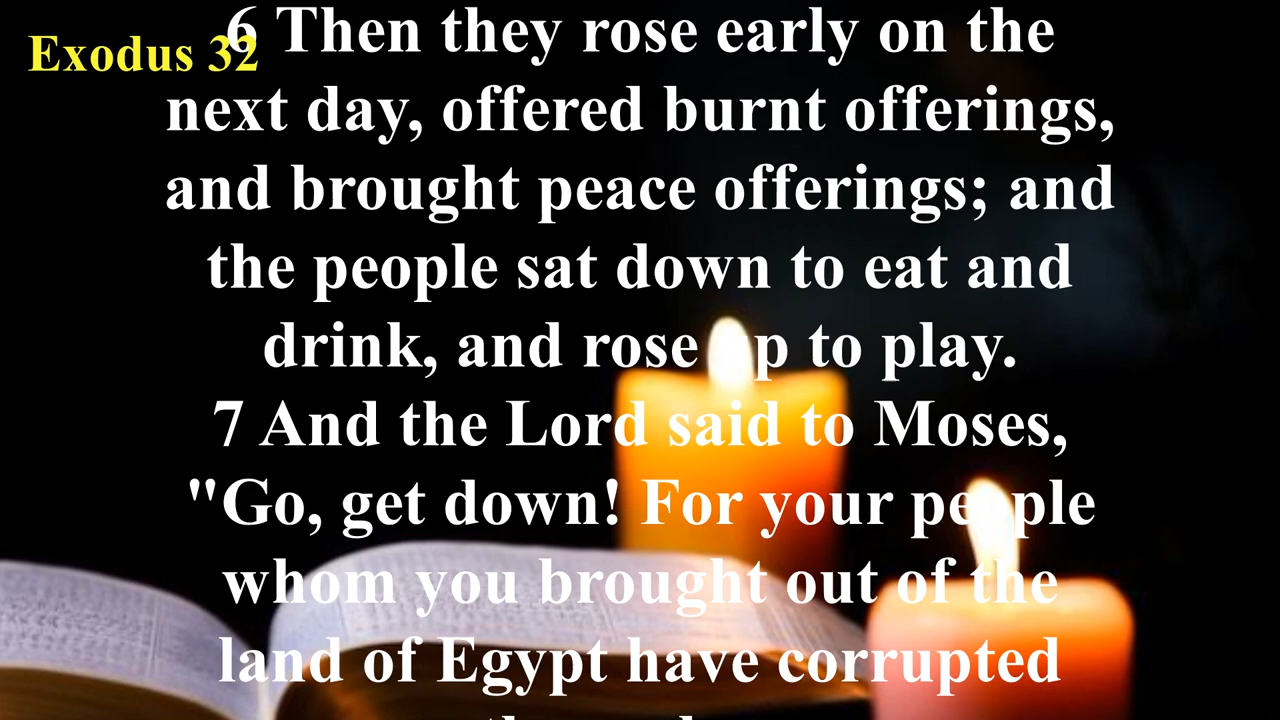 Exodus 32
6 Then they rose early on the
next day, offered burnt offerings,
and brought peace offerings; and
the people sat down to eat and
drink, and rose up to play.
7 And the Lord said to Moses,
"Go, get down! For your people
whom you brought out of the
land of Egypt have corrupted